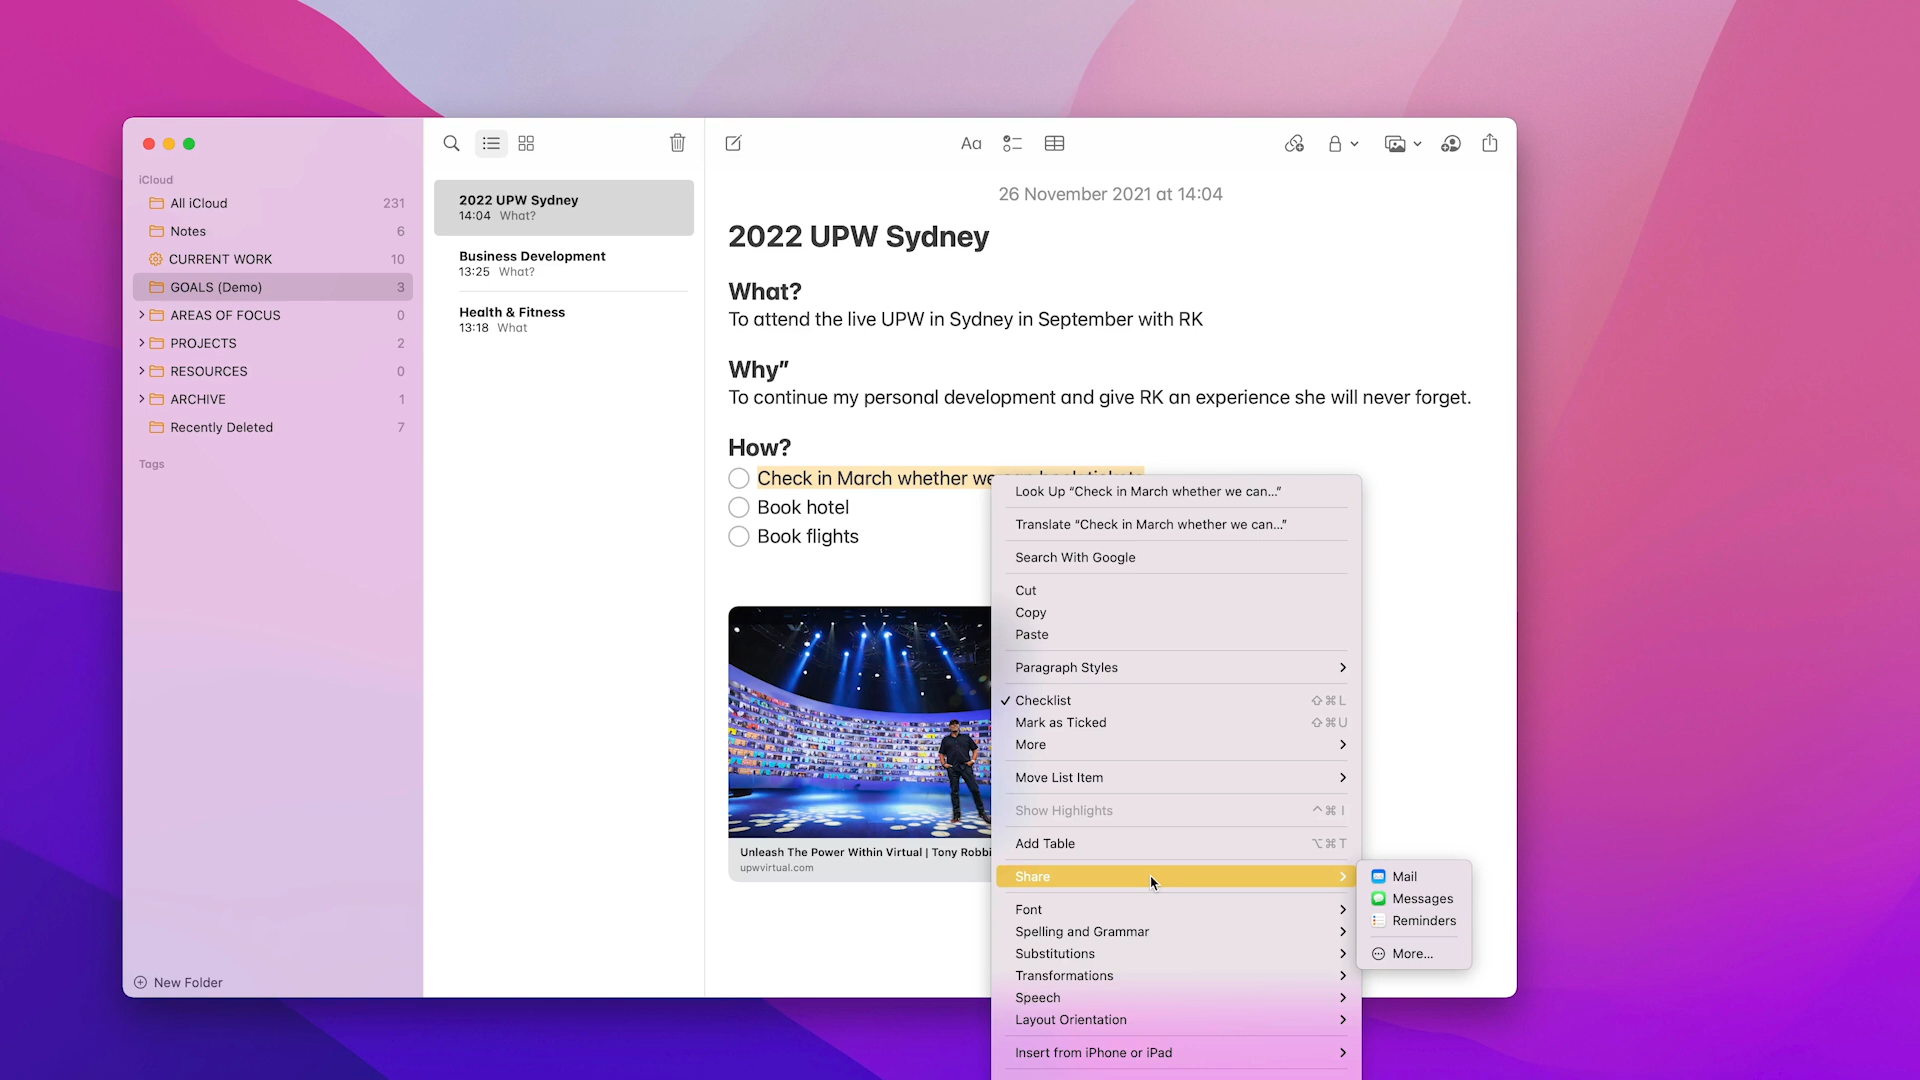 iCloud
All iCloud 231
Notes 6
CURRENT WORK 10
GOALS (Demo) 3
AREAS OF FOCUS 0
PROJECTS 2
RESOURCES 0
ARCHIVE 1
Recently Deleted 7
Tags
New Folder
2022 UPW Sydney
14:04 What?
Business Development
13:25 What?
Health & Fitness
13:18 What
Aa
26 November 2021 at 14:04
2022 UPW Sydney
What?
To attend the live UPW in Sydney in September with RK
Why"
To continue my personal development and give RK an experience she will never forget.
How?
Check in March whether we
Book hotel
Book flights
Unleash The Power Within Virtual | Tony Robbi
upwvirtual.com
Look Up “Check in March whether we can...”
Translate “Check in March whether we can...”
Search With Google
Cut
Copy
Paste
Paragraph Styles
Checklist ⇧⌘L
Mark as Ticked ⇧⌘U
More
Move List Item
Show Highlights ^⌘I
Add Table ⌥⌘T
Share
Font
Spelling and Grammar
Substitutions
Transformations
Speech
Layout Orientation
Insert from iPhone or iPad
Mail
Messages
Reminders
More...